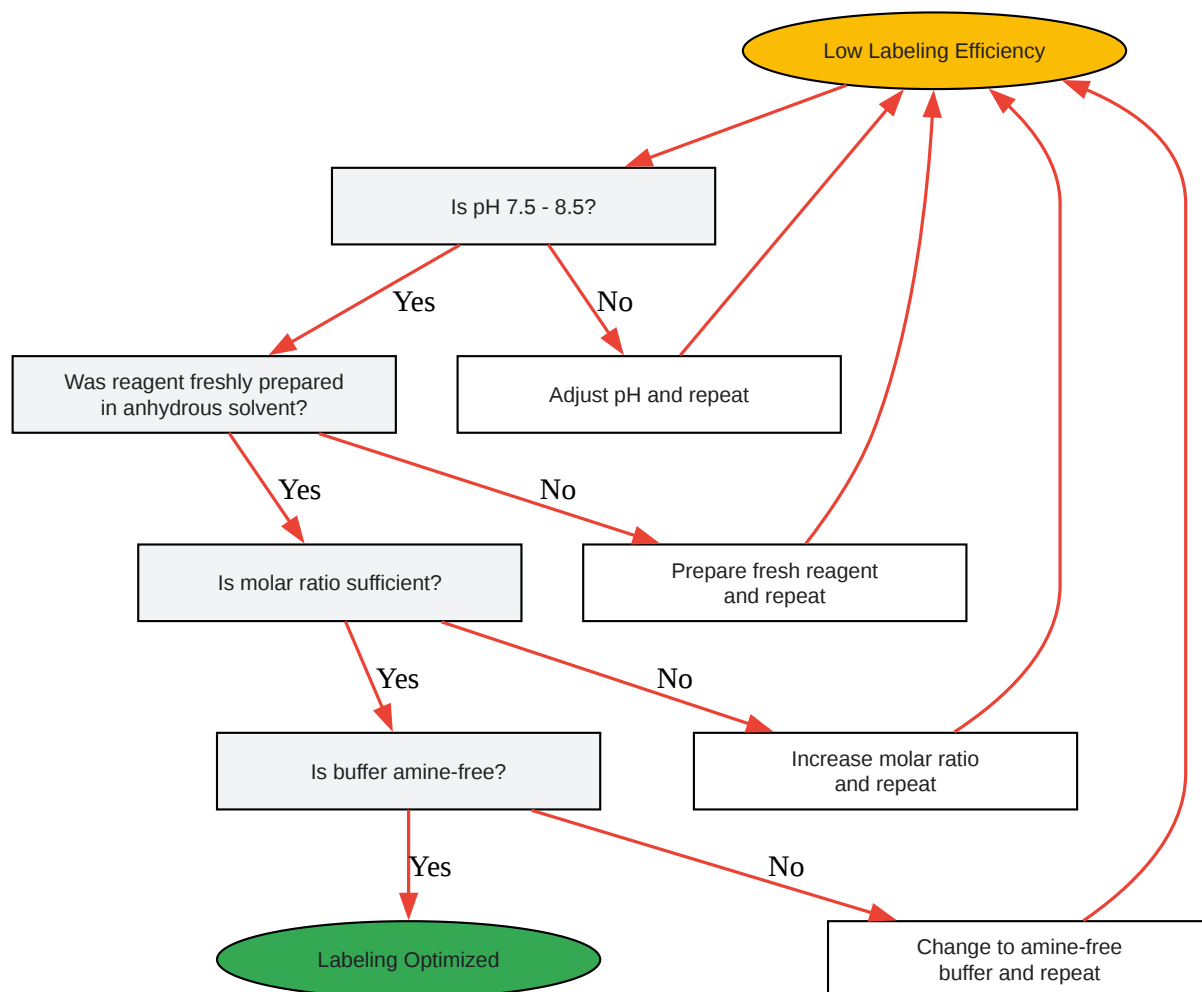 Low Labeling Efficiency
Is pH 7.5 - 8.5?
Yes
No
Was reagent freshly prepared
in anhydrous solvent?
Adjust pH and repeat
Yes
No
Is molar ratio sufficient?
Prepare fresh reagent
and repeat
Yes
No
Is buffer amine-free?
Increase molar ratio
and repeat
Yes
No
Labeling Optimized
Change to amine-free
buffer and repeat